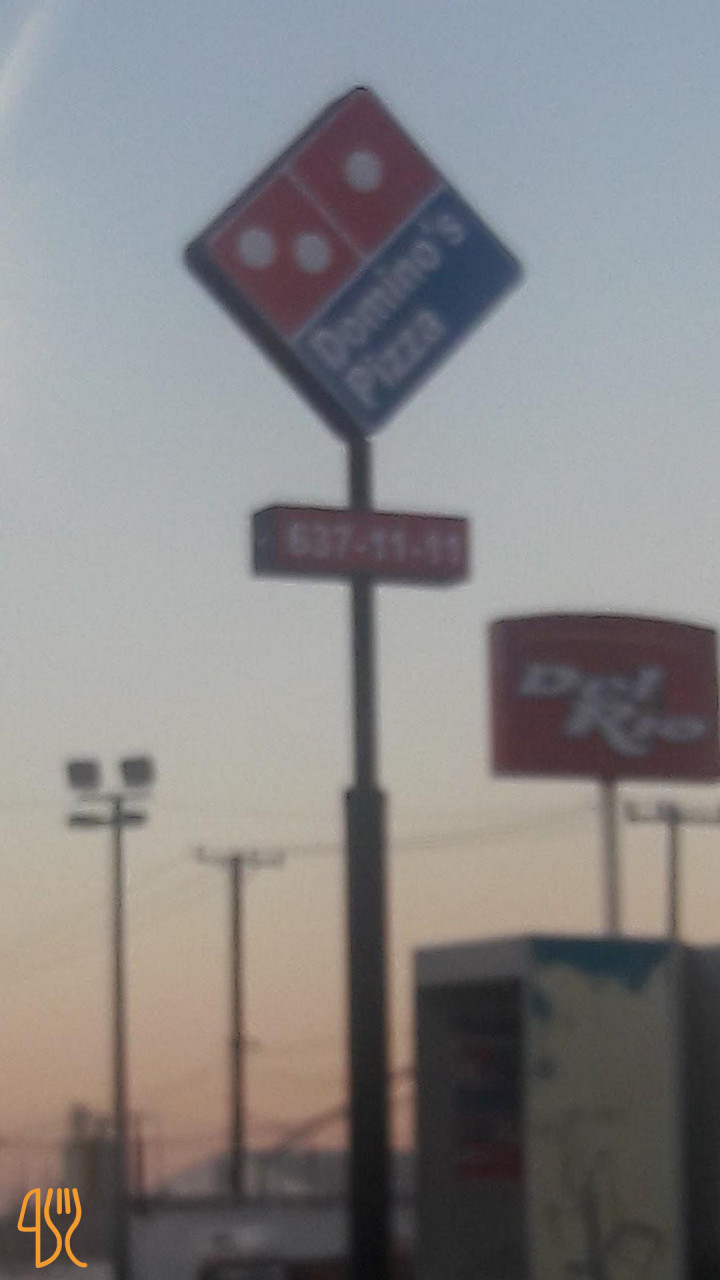 Domino's
Pizza
637-11-11
Del
Rio